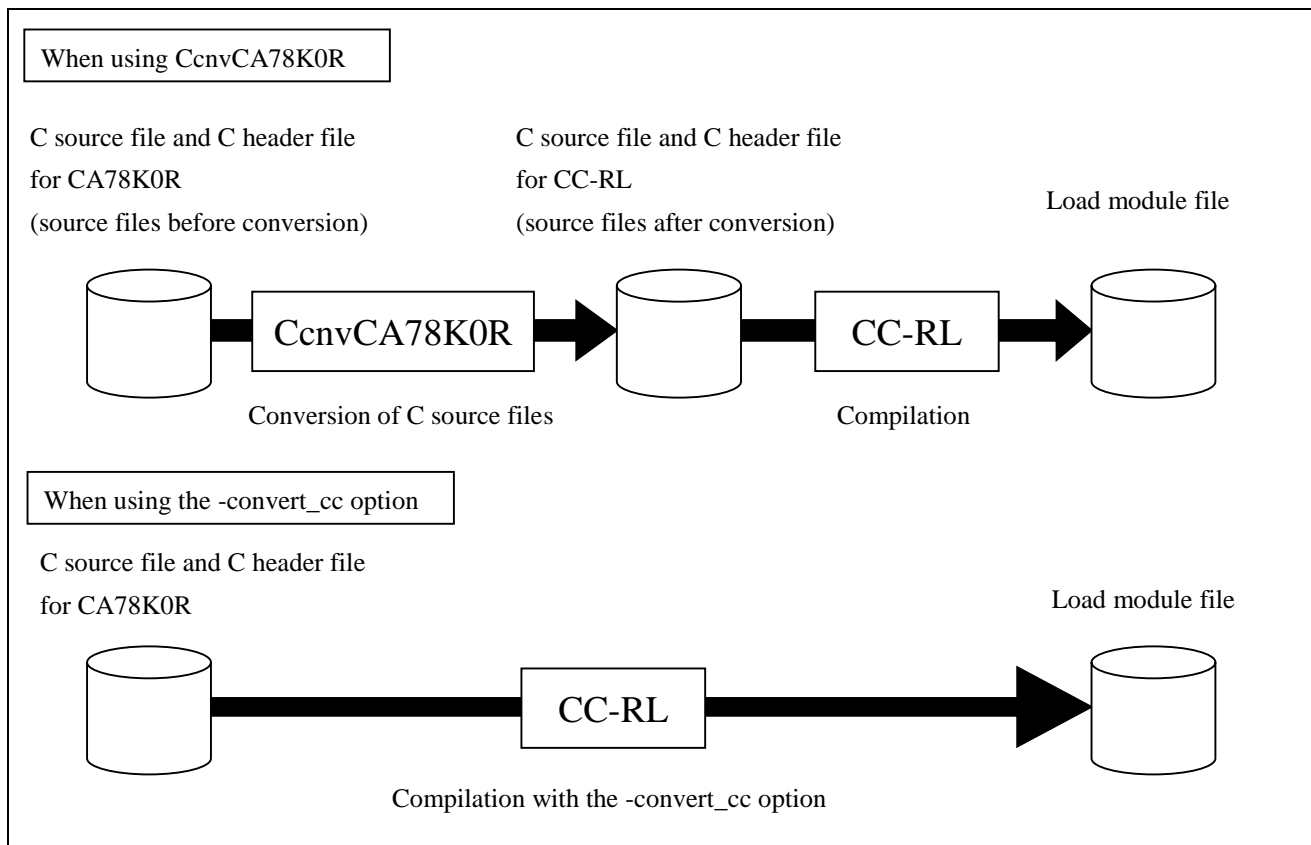 When using CcnvCA78K0R
C source file and C header file
for CA78K0R
(source files before conversion)
C source file and C header file
for CC-RL
(source files after conversion)
Load module file
CcnvCA78K0R
CC-RL
Conversion of C source files
Compilation
When using the -convert_cc option
C source file and C header file
for CA78K0R
Load module file
CC-RL
Compilation with the -convert_cc option